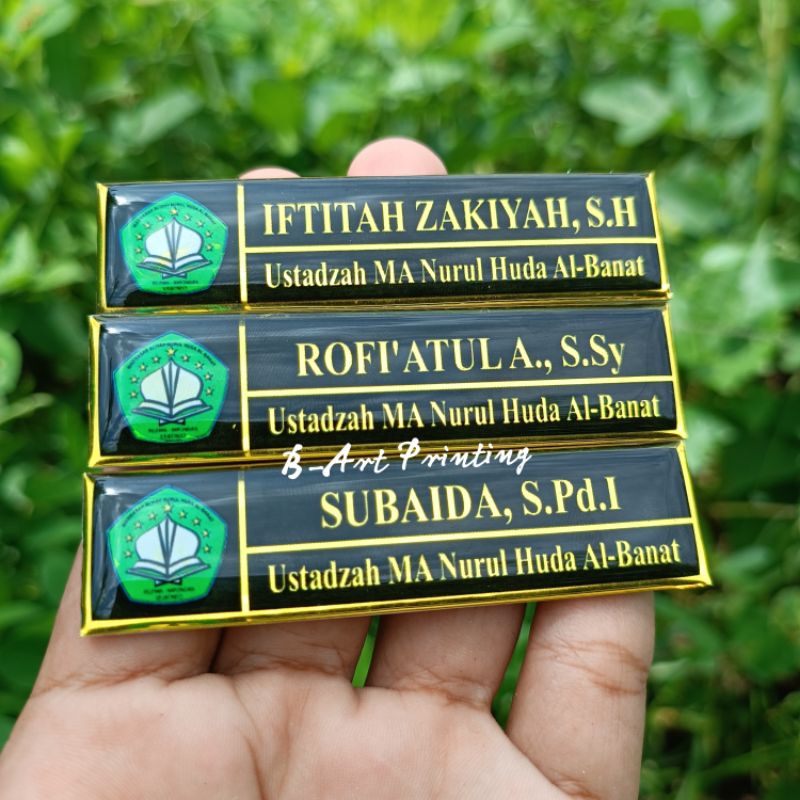 IFTITAH ZAKIYAH, S.H
Ustadzah MA Nurul Huda Al-Banat
ROFI'ATUL A., S.Sy
Ustadzah MA Nurul Huda Al-Banat
B-Art Printing
SUBAIDA, S.Pd.I
Ustadzah MA Nurul Huda Al-Banat